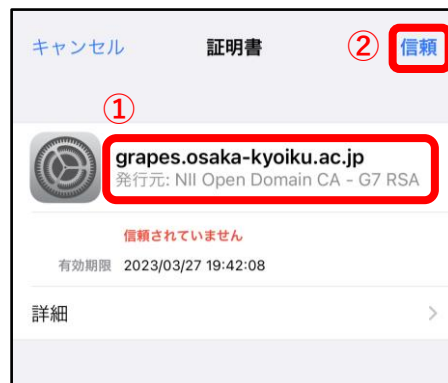 キャンセル 証明書 ② 信頼
①
grapes.osaka-kyoiku.ac.jp
発行元: NII Open Domain CA - G7 RSA
信頼されていません
有効期限 2023/03/27 19:42:08
詳細